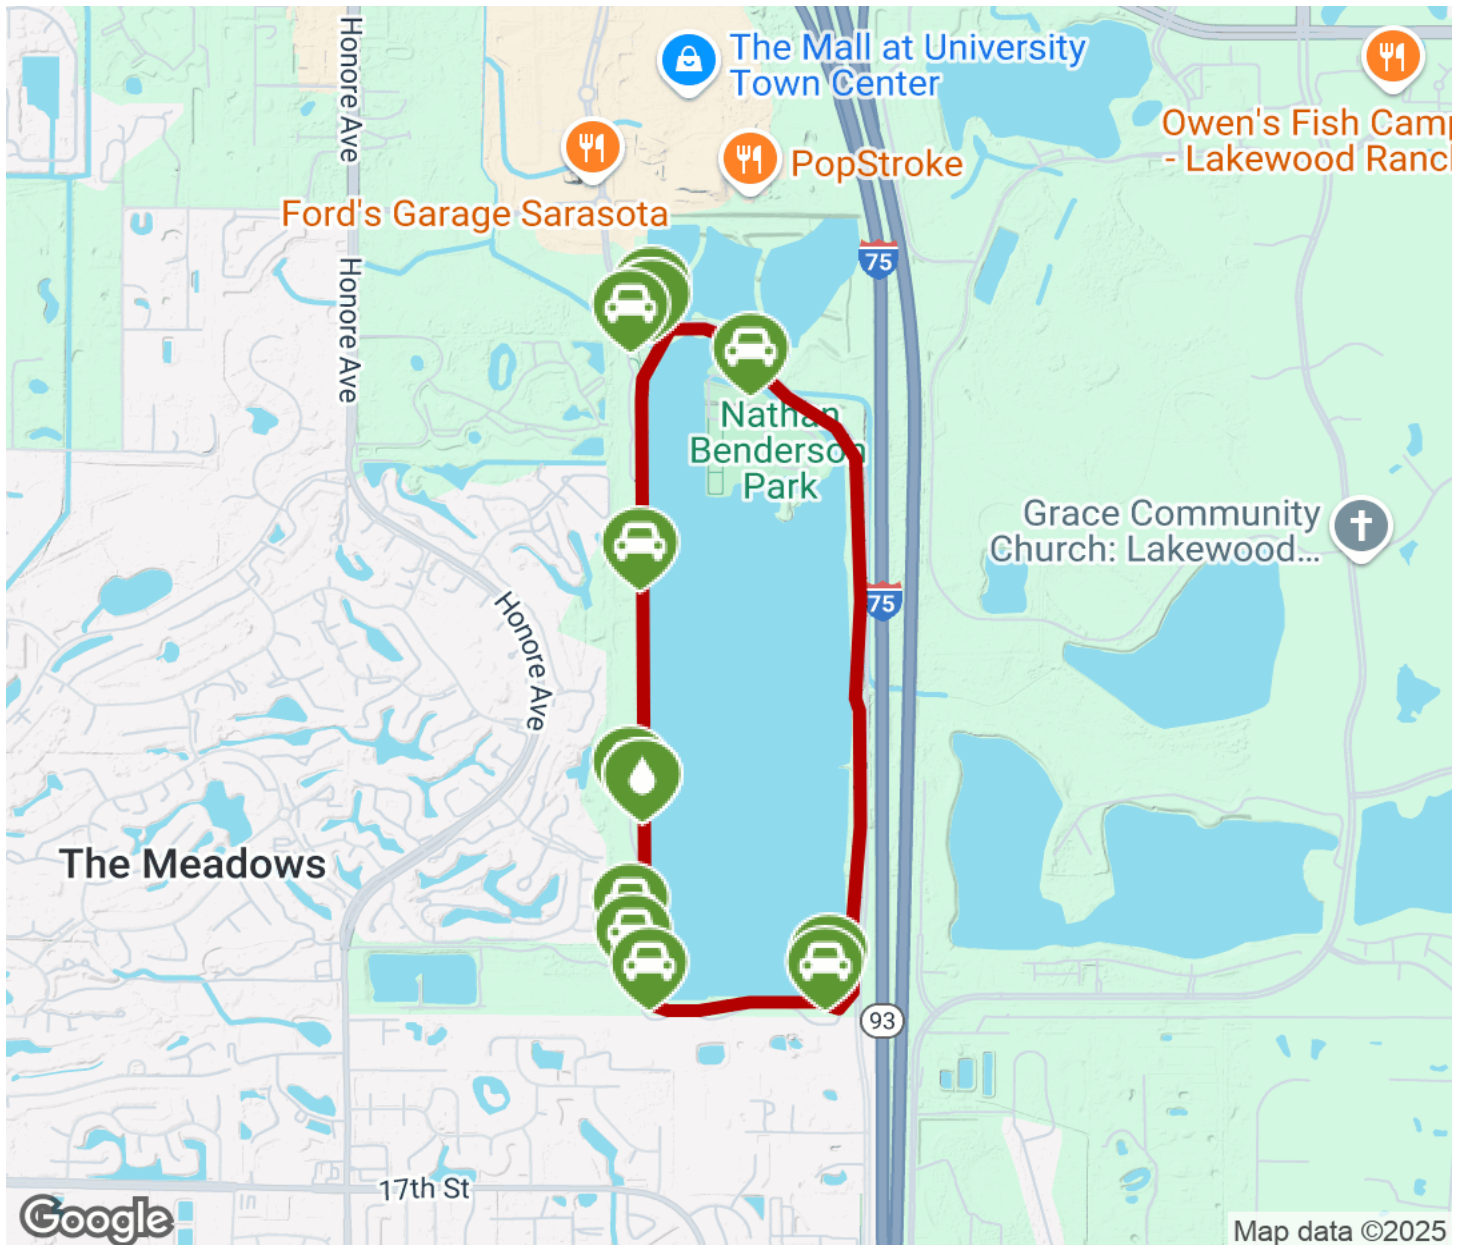 Honore Ave
The Mall at University
Town Center
Owen's Fish Camp
- Lakewood Ranc
PopStroke
Ford's Garage Sarasota
75
Honore Ave
Nathan
Benderson
Park
Grace Community
Church: Lakewood...
75
Honore Ave
The Meadows
93
17th St
Google
Map data ©2025